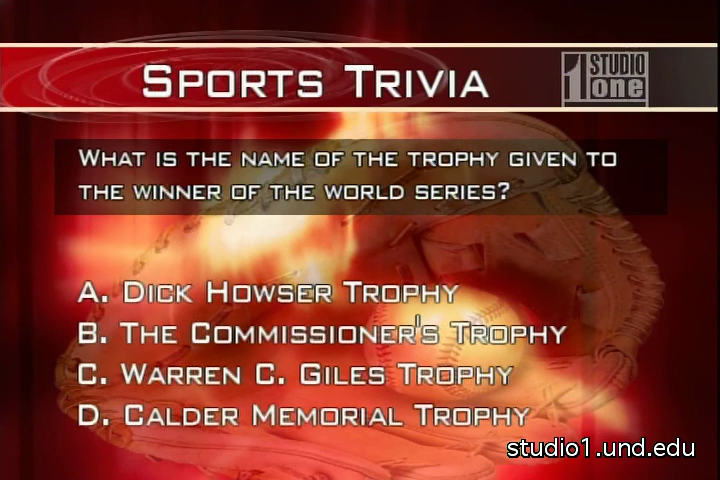 Sports Trivia
1 STUDIO one
What is the name of the trophy given to
the winner of the world series?
A. Dick Howser Trophy
B. The Commissioner's Trophy
C. Warren C. Giles Trophy
D. Calder Memorial Trophy
studio1.und.edu